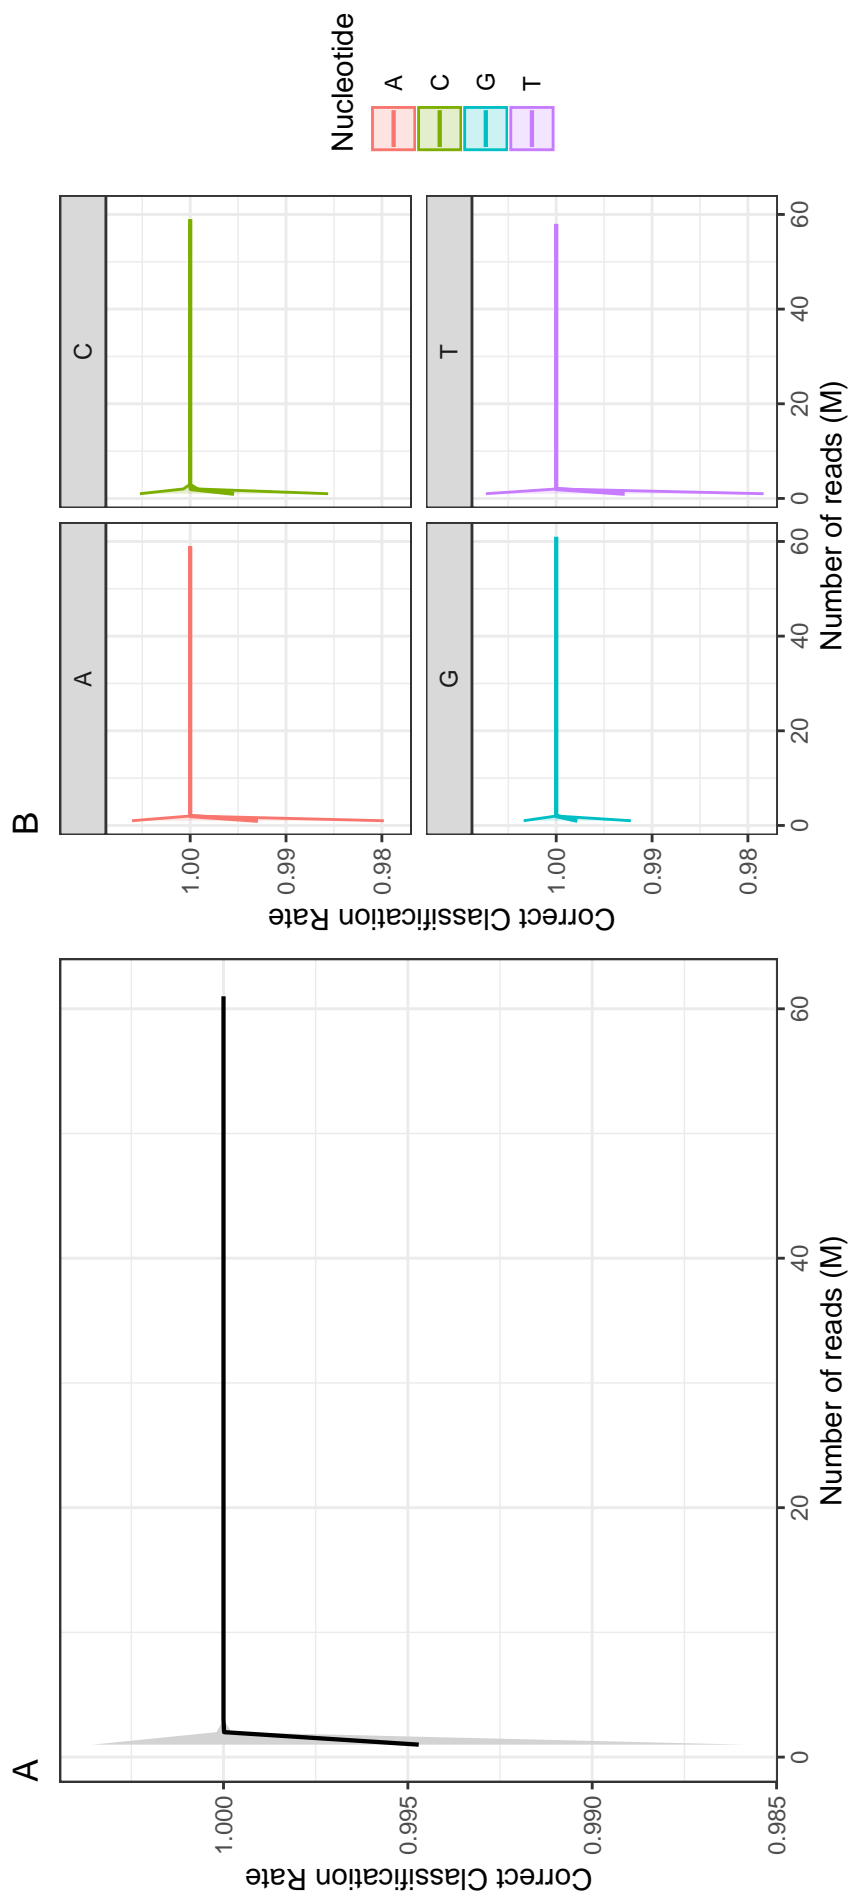 A
Correct Classification Rate
1.000
0.995
0.990
0.985
0
20
40
60
Number of reads (M)
B
Correct Classification Rate
A
C
1.00
0.99
0.98
G
T
1.00
0.99
0.98
0
20
40
60
0
20
40
60
Number of reads (M)
Nucleotide
A
C
G
T